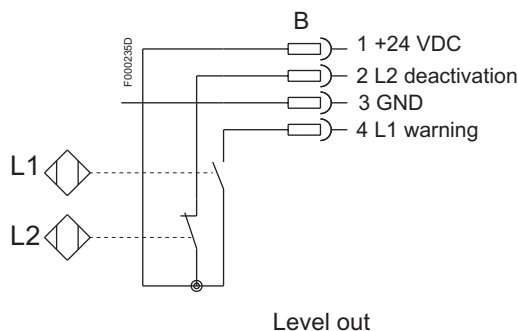 B
1 +24 VDC
2 L2 deactivation
3 GND
4 L1 warning
F000235D
L1
L2
Level out